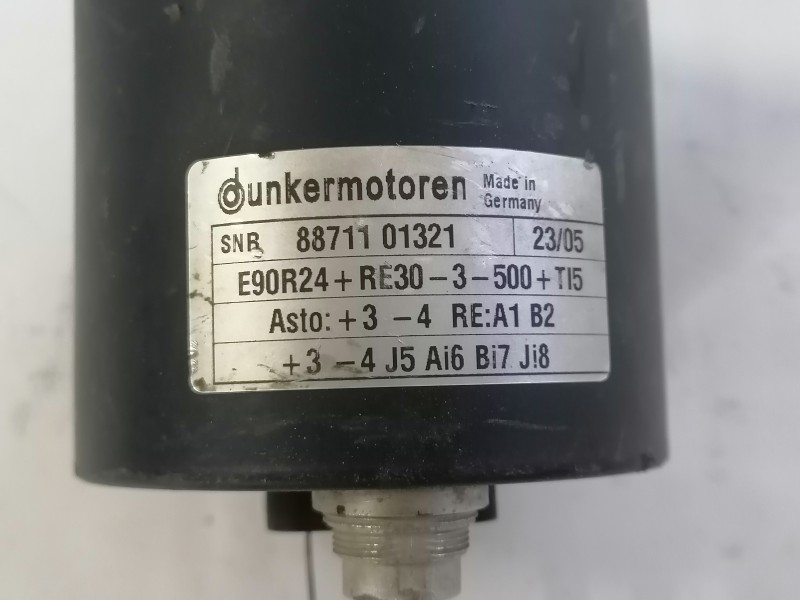 dunkermotoren Made in Germany
SNR 88711 01321 23/05
E90R24+RE30-3-500+TI5
Asto: +3 -4 RE:A1 B2
+3 -4 J5 Ai6 Bi7 Ji8